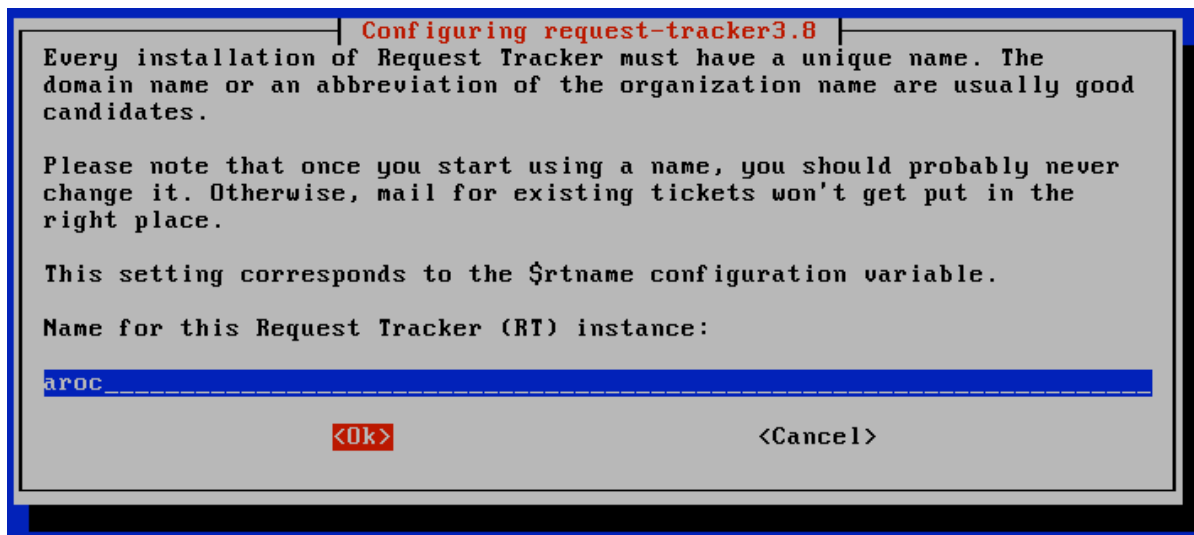 Configuring request-tracker3.8
Every installation of Request Tracker must have a unique name. The
domain name or an abbreviation of the organization name are usually good
candidates.
Please note that once you start using a name, you should probably never
change it. Otherwise, mail for existing tickets won't get put in the
right place.
This setting corresponds to the $rtname configuration variable.
Name for this Request Tracker (RT) instance:
aroc______________________________________________________________________
<Ok> <Cancel>